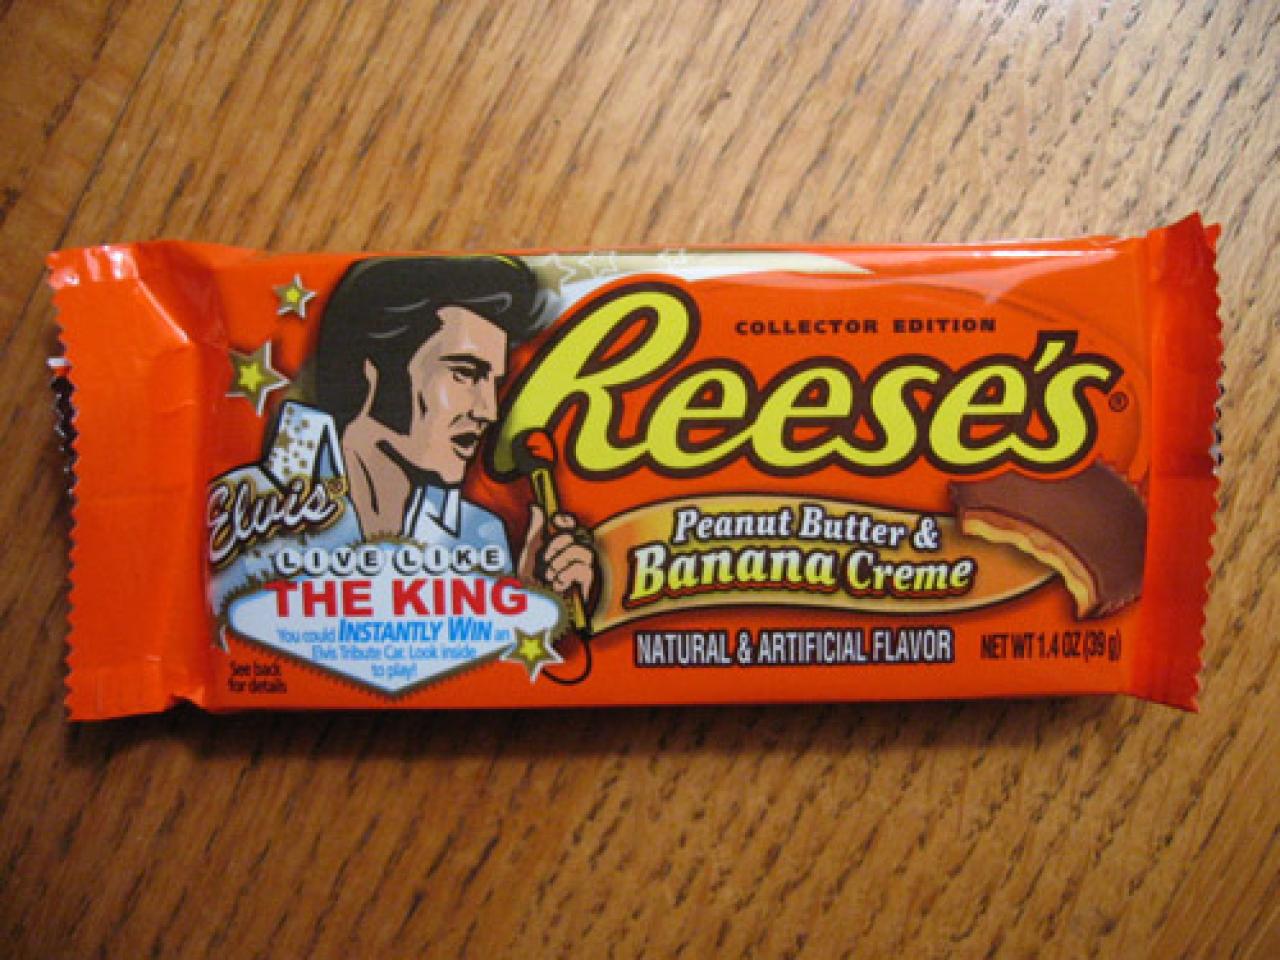 COLLECTOR EDITION
Reese's®
Elvis®
LIVE LIKE
THE KING
You could INSTANTLY WIN an
Elvis Tribute Car. Look inside
to play!
See back
for details
Peanut Butter &
Banana Creme
NATURAL & ARTIFICIAL FLAVOR
NET WT 1.4 OZ (39 g)